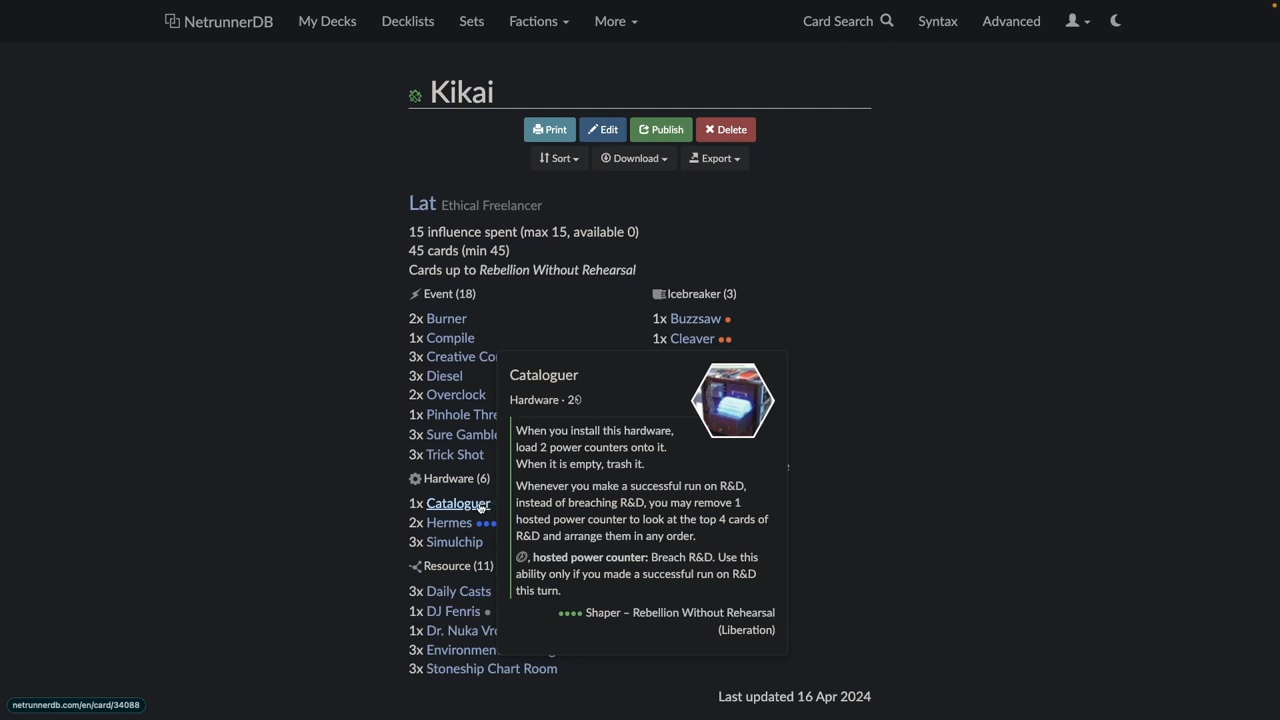 NetrunnerDB My Decks Decklists Sets Factions More Card Search Syntax Advanced
Kikai
Print Edit Publish Delete
Sort Download Export
Lat Ethical Freelancer
15 influence spent (max 15, available 0)
45 cards (min 45)
Cards up to Rebellion Without Rehearsal
Event (18)
2x Burner
1x Compile
3x Creative Co
3x Diesel
2x Overclock
1x Pinhole Thre
3x Sure Gamble
3x Trick Shot
Hardware (6)
1x Cataloguer
2x Hermes
3x Simulchip
Resource (11)
3x Daily Casts
1x DJ Fenris
1x Dr. Nuka Vro
3x Environmen
3x Stoneship Chart Room
Icebreaker (3)
1x Buzzsaw
1x Cleaver
Cataloguer
Hardware · 2
When you install this hardware,
load 2 power counters onto it.
When it is empty, trash it.
Whenever you make a successful run on R&D,
instead of breaching R&D, you may remove 1
hosted power counter to look at the top 4 cards of
R&D and arrange them in any order.
, hosted power counter: Breach R&D. Use this
ability only if you made a successful run on R&D
this turn.
Shaper – Rebellion Without Rehearsal
(Liberation)
Last updated 16 Apr 2024
netrunnerdb.com/en/card/34088